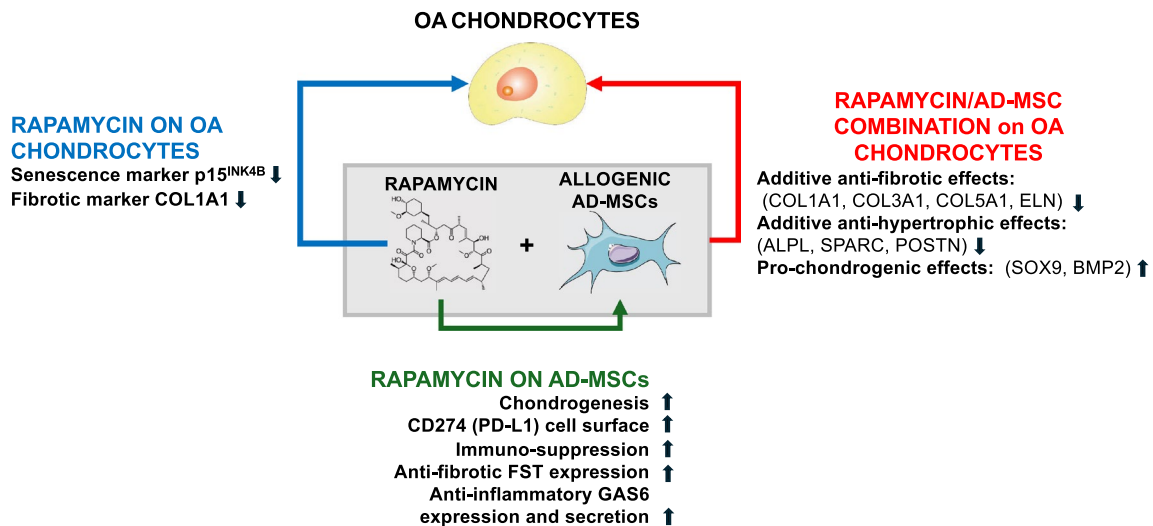 OA CHONDROCYTES
RAPAMYCIN ON OA
CHONDROCYTES
Senescence marker p15INK4B ⬇
Fibrotic marker COL1A1 ⬇
RAPAMYCIN
HO
O
O
O
OH
N
O
O
O
O
HO
O
O
O
+
ALLOGENIC
AD-MSCs
RAPAMYCIN/AD-MSC
COMBINATION on OA
CHONDROCYTES
Additive anti-fibrotic effects:
(COL1A1, COL3A1, COL5A1, ELN) ⬇
Additive anti-hypertrophic effects:
(ALPL, SPARC, POSTN) ⬇
Pro-chondrogenic effects: (SOX9, BMP2) ⬆
RAPAMYCIN ON AD-MSCs
Chondrogenesis ⬆
CD274 (PD-L1) cell surface ⬆
Immuno-suppression ⬆
Anti-fibrotic FST expression ⬆
Anti-inflammatory GAS6
expression and secretion ⬆